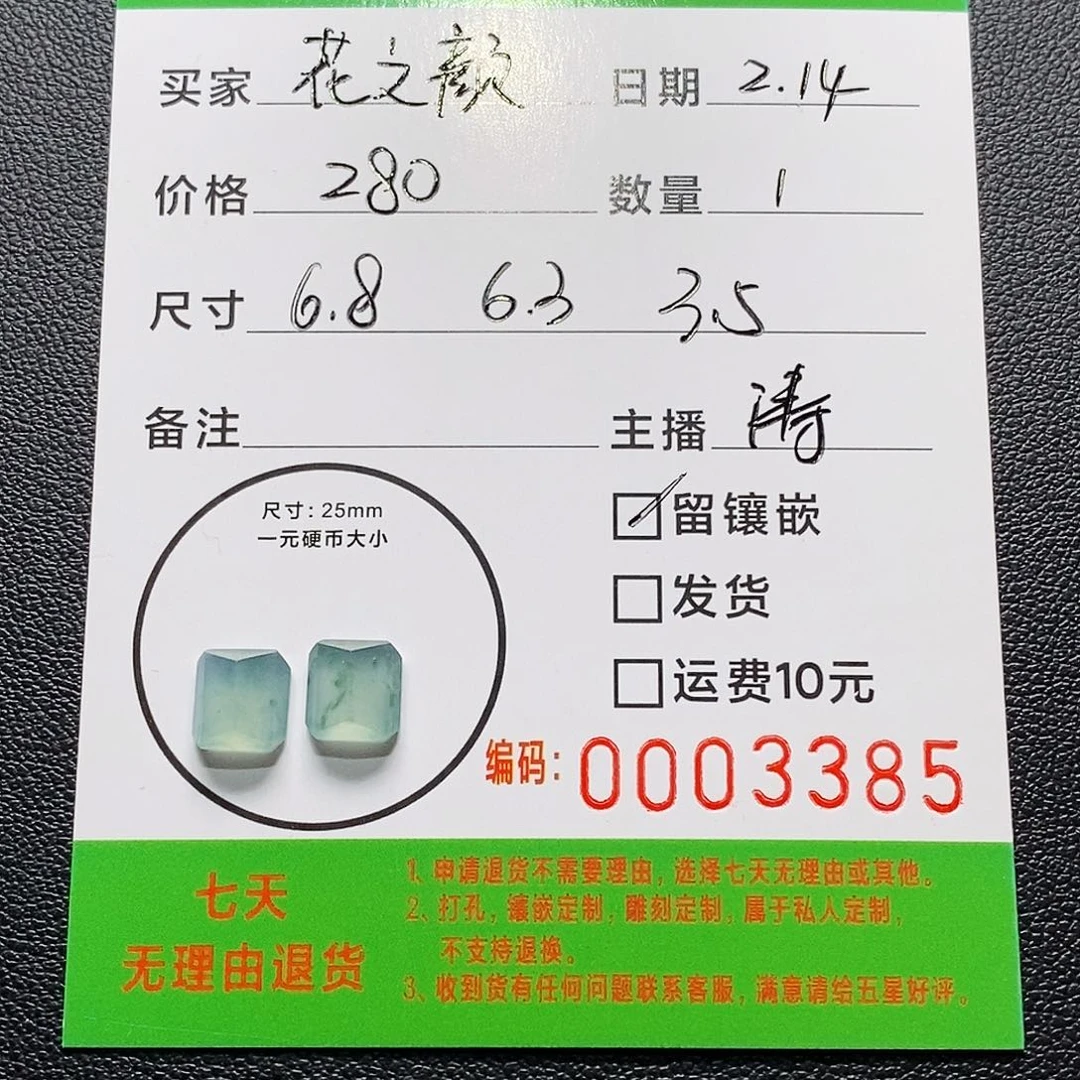 买家 花文颜 日期 2.14
价格 280 数量 1
尺寸 6.8 6.3 3.5
备注 主播 涛
尺寸: 25mm
一元硬币大小
留镶嵌
发货
运费10元
编码: 0003385
七天
无理由退货
1、申请退货不需要理由，选择七天无理由或其他。
2、打孔，镶嵌定制，雕刻定制，属于私人定制，
不支持退换。
3、收到货有任何问题联系客服，满意请给五星好评。